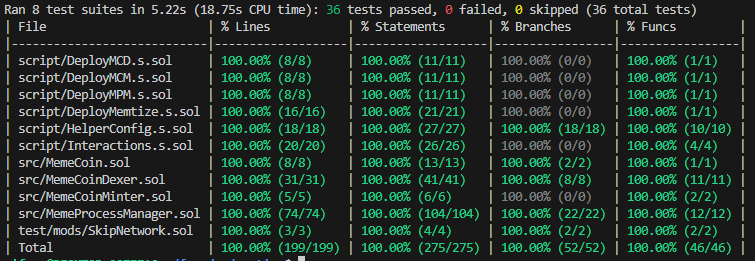 Ran 8 test suites in 5.22s (18.75s CPU time): 36 tests passed, 0 failed, 0 skipped (36 total tests)
| File | % Lines | % Statements | % Branches | % Funcs |
| script/DeployMCD.s.sol | 100.00% (8/8) | 100.00% (11/11) | 100.00% (0/0) | 100.00% (1/1) |
| script/DeployMCM.s.sol | 100.00% (8/8) | 100.00% (11/11) | 100.00% (0/0) | 100.00% (1/1) |
| script/DeployMPM.s.sol | 100.00% (8/8) | 100.00% (11/11) | 100.00% (0/0) | 100.00% (1/1) |
| script/DeployMemtize.s.sol | 100.00% (16/16) | 100.00% (21/21) | 100.00% (0/0) | 100.00% (1/1) |
| script/HelperConfig.s.sol | 100.00% (18/18) | 100.00% (27/27) | 100.00% (18/18) | 100.00% (10/10) |
| script/Interactions.s.sol | 100.00% (20/20) | 100.00% (26/26) | 100.00% (0/0) | 100.00% (4/4) |
| src/MemeCoin.sol | 100.00% (8/8) | 100.00% (13/13) | 100.00% (2/2) | 100.00% (1/1) |
| src/MemeCoinDexer.sol | 100.00% (31/31) | 100.00% (41/41) | 100.00% (8/8) | 100.00% (11/11) |
| src/MemeCoinMinter.sol | 100.00% (5/5) | 100.00% (6/6) | 100.00% (0/0) | 100.00% (2/2) |
| src/MemeProcessManager.sol | 100.00% (74/74) | 100.00% (104/104) | 100.00% (22/22) | 100.00% (12/12) |
| test/mods/SkipNetwork.sol | 100.00% (3/3) | 100.00% (4/4) | 100.00% (2/2) | 100.00% (2/2) |
| Total | 100.00% (199/199) | 100.00% (275/275) | 100.00% (52/52) | 100.00% (46/46) |